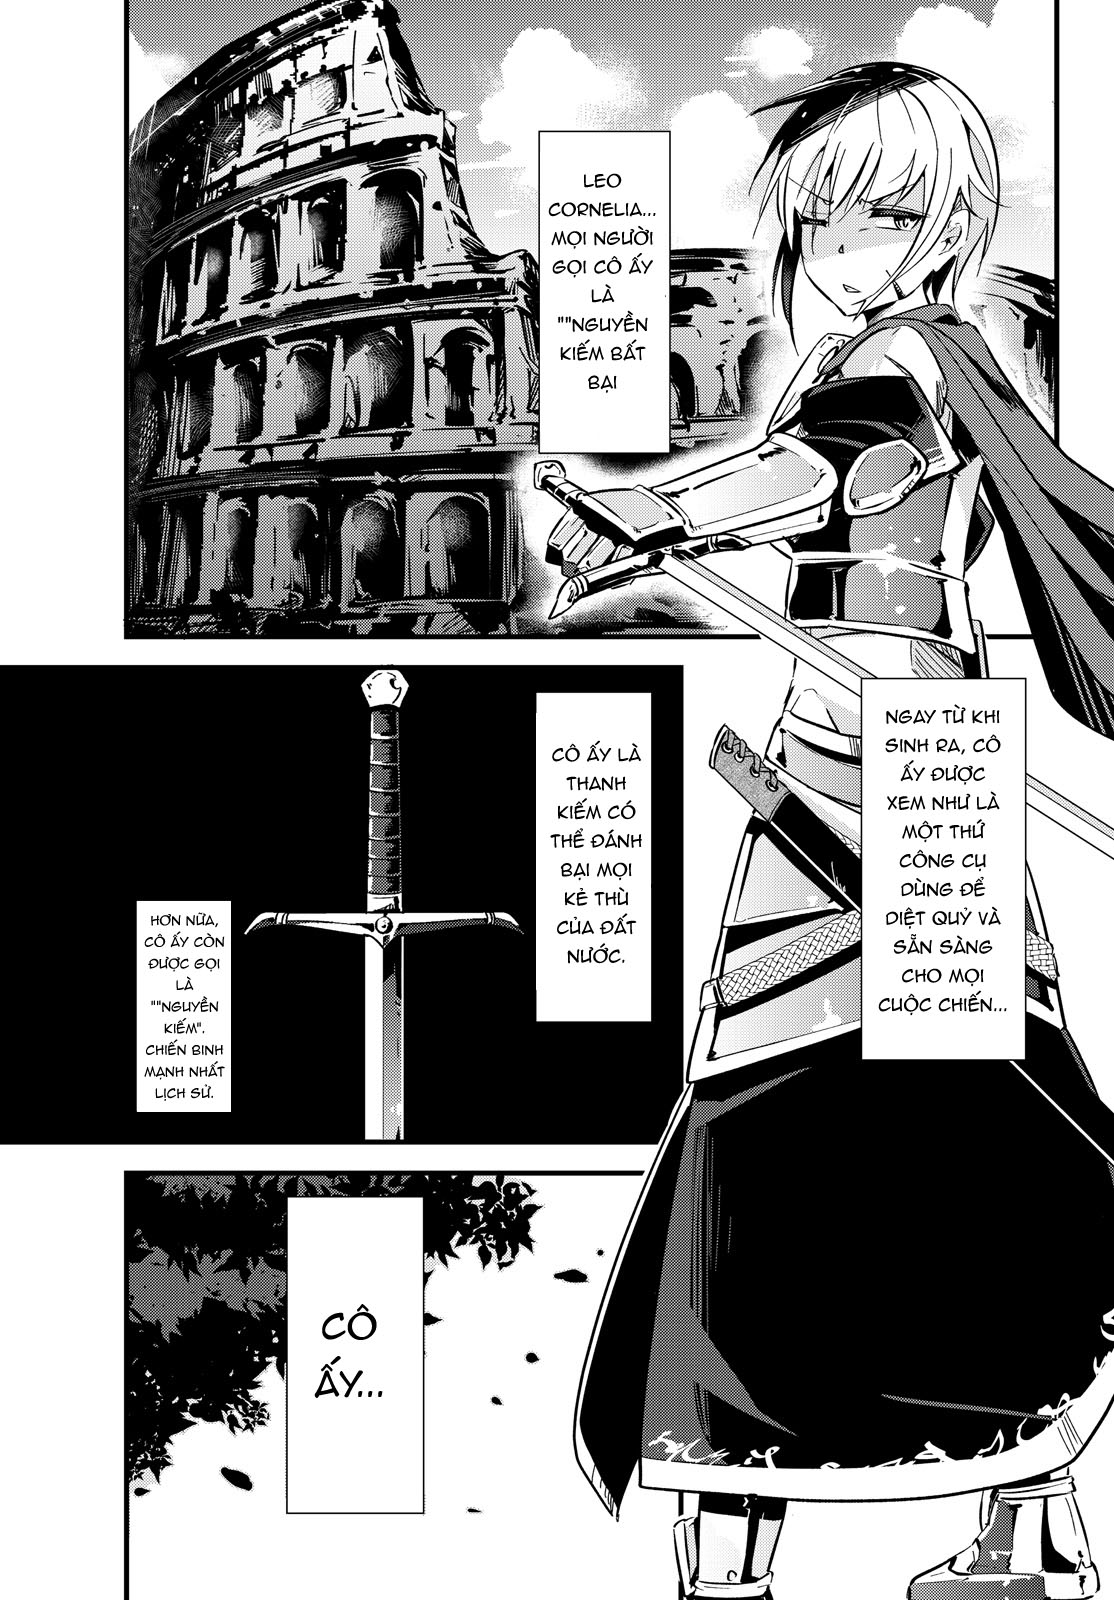 LEO
CORNELIA...
MỌI NGƯỜI
GỌI CÔ ẤY
LÀ
""NGUYỀN
KIẾM BẤT
BẠI
NGAY TỪ KHI
SINH RA, CÔ
ẤY ĐƯỢC
XEM NHƯ LÀ
MỘT THỨ
CÔNG CỤ
DÙNG ĐỂ
DIỆT QUỶ VÀ
SẴN SÀNG
CHO MỌI
CUỘC CHIẾN...
CÔ ẤY LÀ
THANH
KIẾM CÓ
THỂ ĐÁNH
BẠI MỌI
KẺ THÙ
CỦA ĐẤT
NƯỚC.
HƠN NỮA,
CÔ ẤY CÒN
ĐƯỢC GỌI
LÀ
""NGUYỀN
KIẾM".
CHIẾN BINH
MẠNH NHẤT
LỊCH SỬ.
CÔ
ẤY...